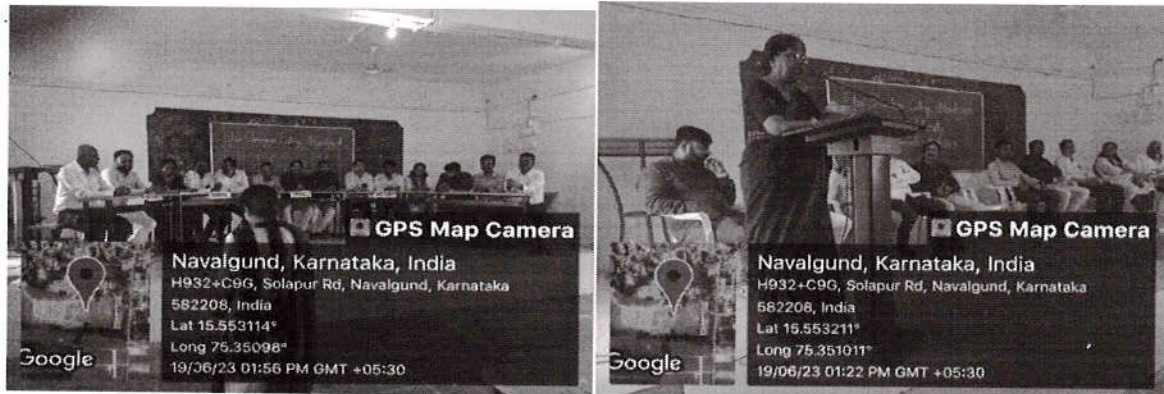 GPS Map Camera
Navalgund, Karnataka, India
H932+C9G, Solapur Rd, Navalgund, Karnataka
582208, India
Lat 15.553114°
Long 75.35098°
19/06/23 01:56 PM GMT +05:30
Google
GPS Map Camera
Navalgund, Karnataka, India
H932+C9G, Solapur Rd, Navalgund, Karnataka
582208, India
Lat 15.553211°
Long 75.351011°
19/06/23 01:22 PM GMT +05:30
Google